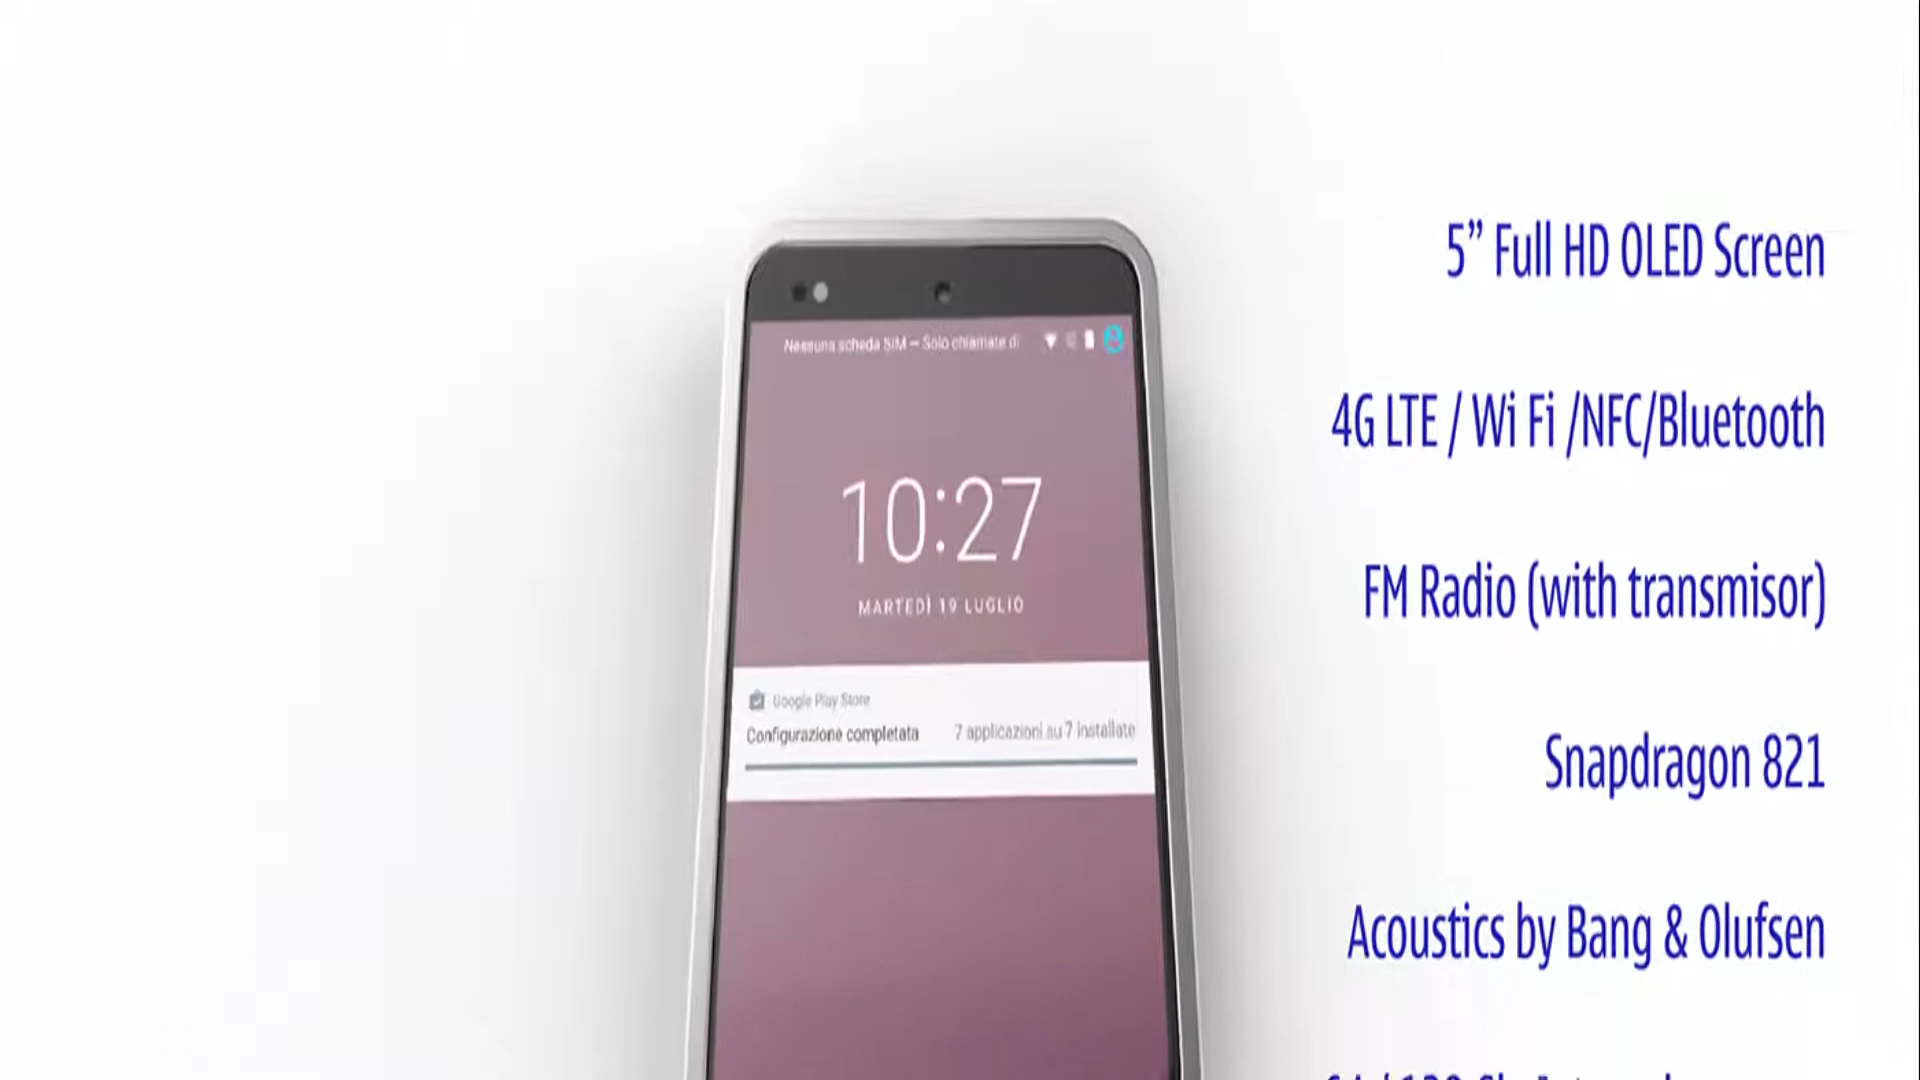 Nessuna scheda SIM – Solo chiamate di
10:27
MARTEDÌ 19 LUGLIO
Google Play Store
Configurazione completata 7 applicazioni su 7 installate
5” Full HD OLED Screen
4G LTE / Wi Fi /NFC/Bluetooth
FM Radio (with transmisor)
Snapdragon 821
Acoustics by Bang & Olufsen